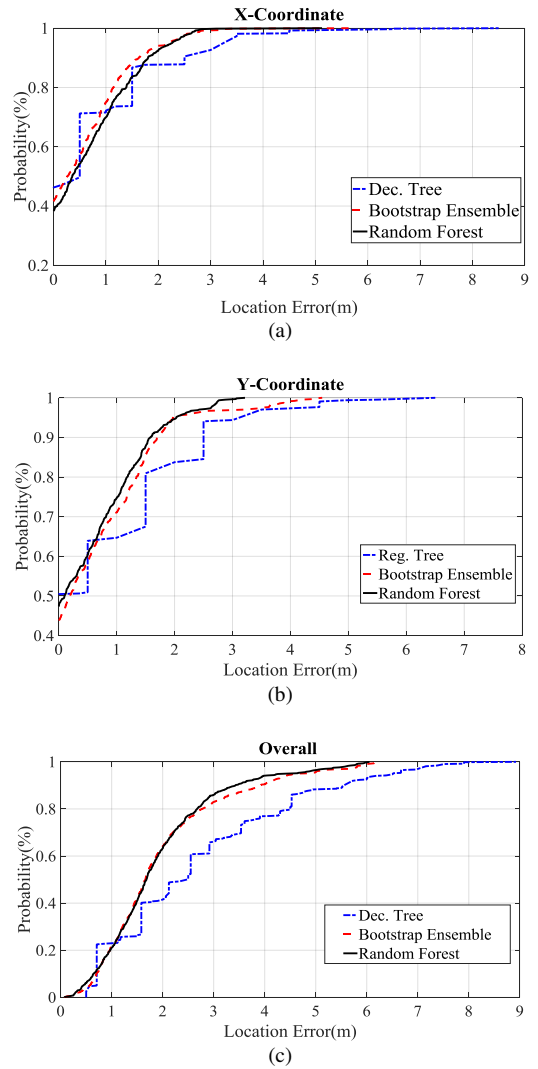 X-Coordinate
1
0.8
0.6
0.4
0.2
Probability(%)
Dec. Tree
Bootstrap Ensemble
Random Forest
0 1 2 3 4 5 6 7 8 9
Location Error(m)
(a)
Y-Coordinate
1
0.9
0.8
0.7
0.6
0.5
0.4
Probability(%)
Reg. Tree
Bootstrap Ensemble
Random Forest
0 1 2 3 4 5 6 7 8
Location Error(m)
(b)
Overall
1
0.8
0.6
0.4
0.2
0
Probability(%)
Dec. Tree
Bootstrap Ensemble
Random Forest
0 1 2 3 4 5 6 7 8 9
Location Error(m)
(c)